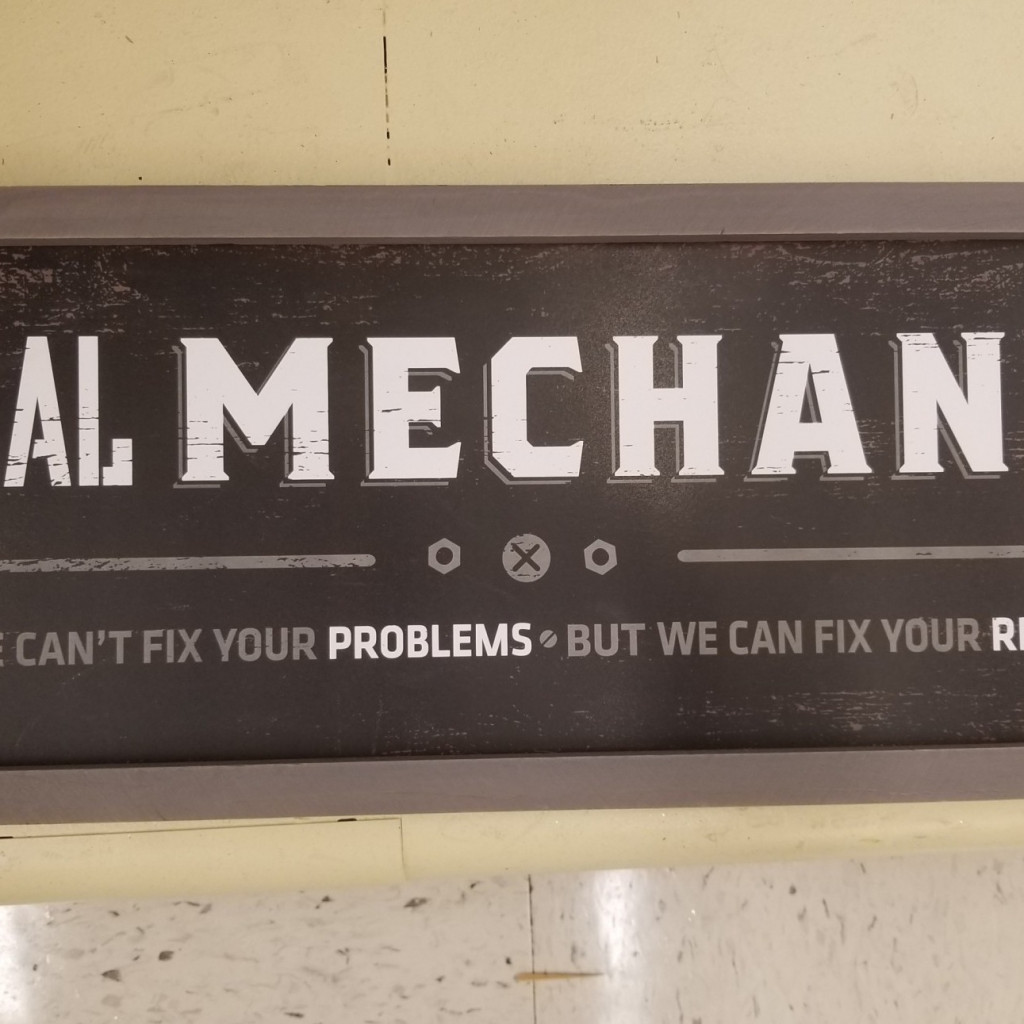 AL MECHAN
E CAN'T FIX YOUR PROBLEMS • BUT WE CAN FIX YOUR R